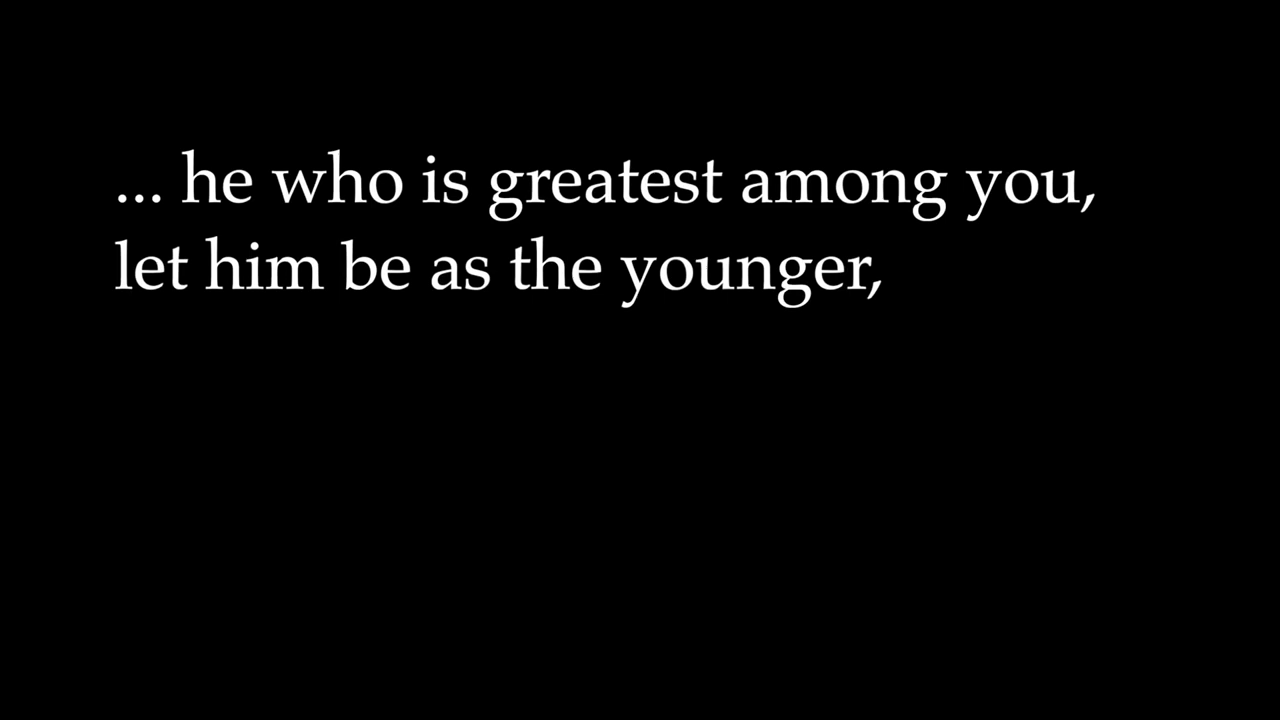 ... he who is greatest among you,
let him be as the younger,